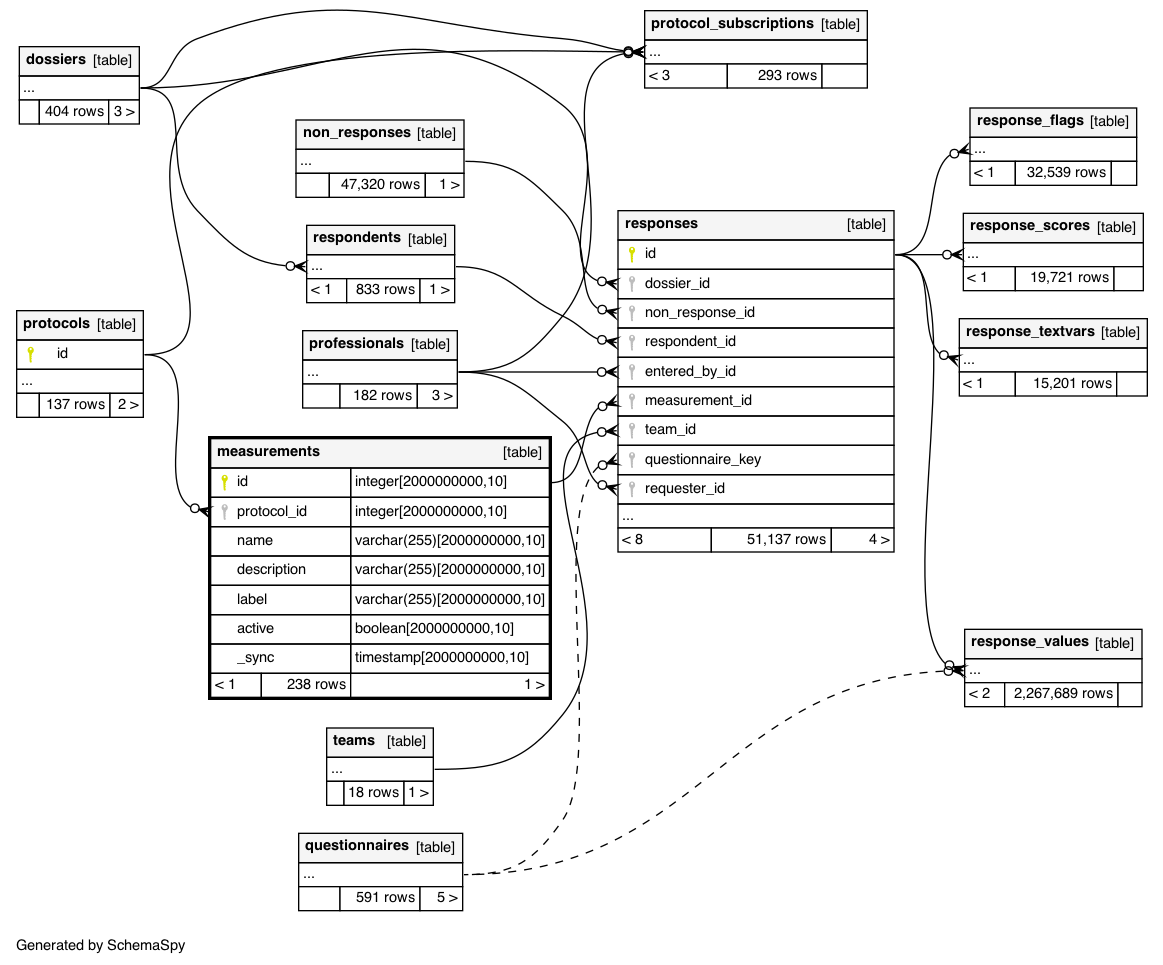 dossiers [table]
...
404 rows 3 >
protocol_subscriptions [table]
...
< 3 293 rows
non_responses [table]
...
47,320 rows 1 >
response_flags [table]
...
< 1 32,539 rows
respondents [table]
...
< 1 833 rows 1 >
response_scores [table]
...
< 1 19,721 rows
protocols [table]
id
...
137 rows 2 >
professionals [table]
...
182 rows 3 >
responses [table]
id
dossier_id
non_response_id
respondent_id
entered_by_id
measurement_id
team_id
questionnaire_key
requester_id
...
< 8 51,137 rows 4 >
response_textvars [table]
...
< 1 15,201 rows
measurements [table]
id integer[2000000000,10]
protocol_id integer[2000000000,10]
name varchar(255)[2000000000,10]
description varchar(255)[2000000000,10]
label varchar(255)[2000000000,10]
active boolean[2000000000,10]
_sync timestamp[2000000000,10]
< 1 238 rows 1 >
response_values [table]
...
< 2 2,267,689 rows
teams [table]
...
18 rows 1 >
questionnaires [table]
...
591 rows 5 >
Generated by SchemaSpy